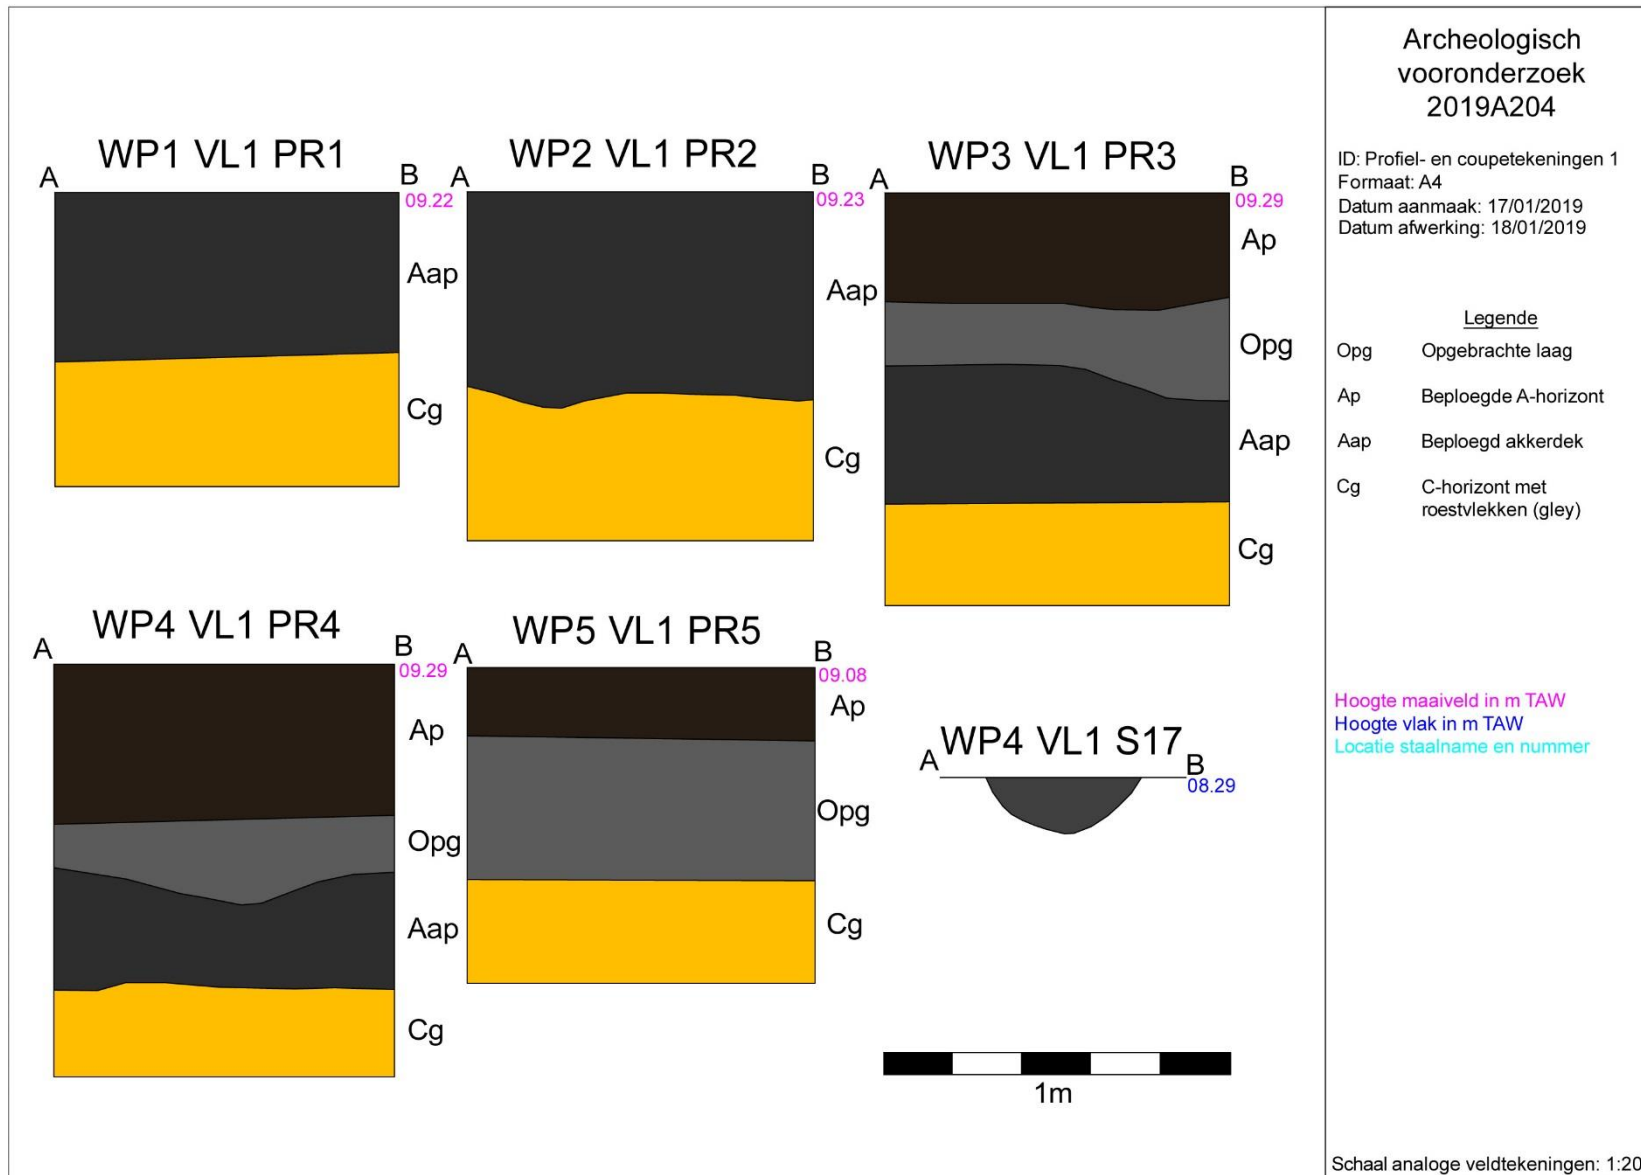 WP1 VL1 PR1
A
B
09.22
Aap
Cg
WP2 VL1 PR2
A
B
09.23
Aap
Cg
WP3 VL1 PR3
A
B
09.29
Ap
Opg
Aap
Cg
WP4 VL1 PR4
A
B
09.29
Ap
Opg
Aap
Cg
WP5 VL1 PR5
A
B
09.08
Ap
Opg
Cg
WP4 VL1 S17
A
B
08.29
1m
Archeologisch
vooronderzoek
2019A204
ID: Profiel- en coupetekeningen 1
Formaat: A4
Datum aanmaak: 17/01/2019
Datum afwerking: 18/01/2019
Legende
Opg Opgebrachte laag
Ap Beploegde A-horizont
Aap Beploegd akkerdek
Cg C-horizont met
roestvlekken (gley)
Hoogte maaiveld in m TAW
Hoogte vlak in m TAW
Locatie staalname en nummer
Schaal analoge veldtekeningen: 1:20